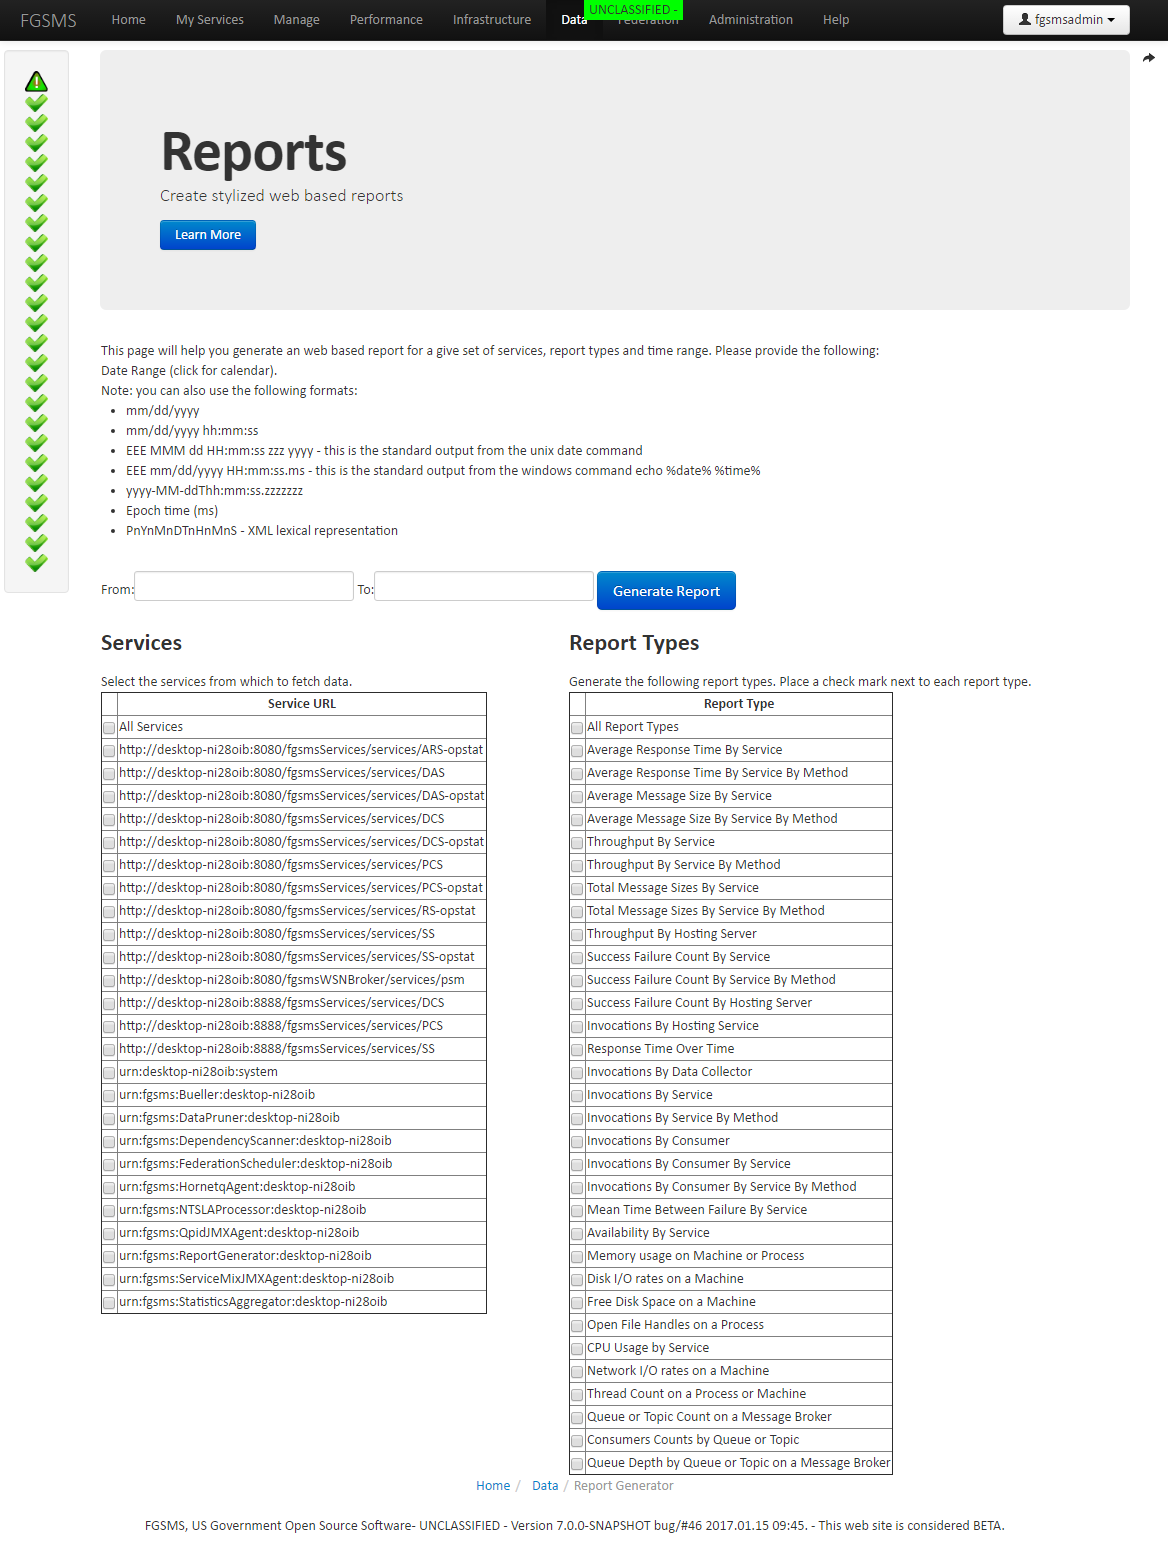 FGSMS Home My Services Manage Performance Infrastructure Data Federation Administration Help fgsmsadmin
UNCLASSIFIED -
Reports
Create stylized web based reports
Learn More
This page will help you generate an web based report for a give set of services, report types and time range. Please provide the following:
Date Range (click for calendar).
Note: you can also use the following formats:
• mm/dd/yyyy
• mm/dd/yyyy hh:mm:ss
• EEE MMM dd HH:mm:ss zzz yyyy - this is the standard output from the unix date command
• EEE mm/dd/yyyy HH:mm:ss.ms - this is the standard output from the windows command echo %date% %time%
• yyyy-MM-ddThh:mm:ss.zzzzzzz
• Epoch time (ms)
• PnYnMnDTnHnMnS - XML lexical representation
From: To: Generate Report
Services
Select the services from which to fetch data.
Service URL
All Services
http://desktop-ni28oib:8080/fgsmsServices/services/ARS-opstat
http://desktop-ni28oib:8080/fgsmsServices/services/DAS
http://desktop-ni28oib:8080/fgsmsServices/services/DAS-opstat
http://desktop-ni28oib:8080/fgsmsServices/services/DCS
http://desktop-ni28oib:8080/fgsmsServices/services/DCS-opstat
http://desktop-ni28oib:8080/fgsmsServices/services/PCS
http://desktop-ni28oib:8080/fgsmsServices/services/PCS-opstat
http://desktop-ni28oib:8080/fgsmsServices/services/RS-opstat
http://desktop-ni28oib:8080/fgsmsServices/services/SS
http://desktop-ni28oib:8080/fgsmsServices/services/SS-opstat
http://desktop-ni28oib:8080/fgsmsWSNBroker/services/psm
http://desktop-ni28oib:8888/fgsmsServices/services/DCS
http://desktop-ni28oib:8888/fgsmsServices/services/PCS
http://desktop-ni28oib:8888/fgsmsServices/services/SS
urn:desktop-ni28oib:system
urn:fgsms:Bueller:desktop-ni28oib
urn:fgsms:DataPruner:desktop-ni28oib
urn:fgsms:DependencyScanner:desktop-ni28oib
urn:fgsms:FederationScheduler:desktop-ni28oib
urn:fgsms:HornetqAgent:desktop-ni28oib
urn:fgsms:NTSLAProcessor:desktop-ni28oib
urn:fgsms:QpidJMXAgent:desktop-ni28oib
urn:fgsms:ReportGenerator:desktop-ni28oib
urn:fgsms:ServiceMixJMXAgent:desktop-ni28oib
urn:fgsms:StatisticsAggregator:desktop-ni28oib
Report Types
Generate the following report types. Place a check mark next to each report type.
Report Type
All Report Types
Average Response Time By Service
Average Response Time By Service By Method
Average Message Size By Service
Average Message Size By Service By Method
Throughput By Service
Throughput By Service By Method
Total Message Sizes By Service
Total Message Sizes By Service By Method
Throughput By Hosting Server
Success Failure Count By Service
Success Failure Count By Service By Method
Success Failure Count By Hosting Server
Invocations By Hosting Service
Response Time Over Time
Invocations By Data Collector
Invocations By Service
Invocations By Service By Method
Invocations By Consumer
Invocations By Consumer By Service
Invocations By Consumer By Service By Method
Mean Time Between Failure By Service
Availability By Service
Memory usage on Machine or Process
Disk I/O rates on a Machine
Free Disk Space on a Machine
Open File Handles on a Process
CPU Usage by Service
Network I/O rates on a Machine
Thread Count on a Process or Machine
Queue or Topic Count on a Message Broker
Consumers Counts by Queue or Topic
Queue Depth by Queue or Topic on a Message Broker
Home / Data / Report Generator
FGSMS, US Government Open Source Software- UNCLASSIFIED - Version 7.0.0-SNAPSHOT bug/#46 2017.01.15 09:45. - This web site is considered BETA.